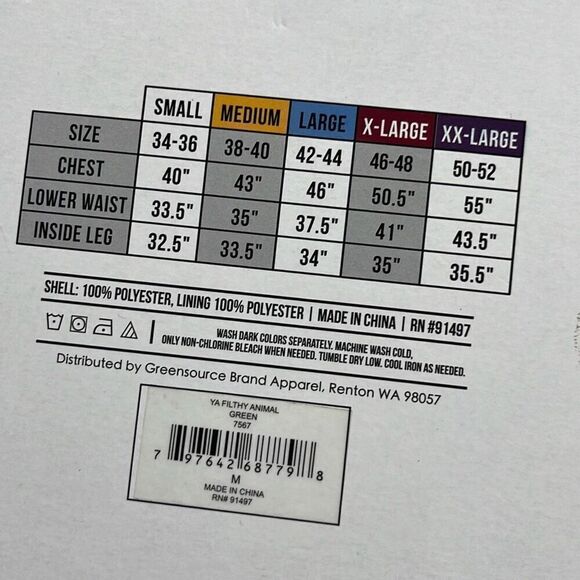 SMALL MEDIUM LARGE X-LARGE XX-LARGE
SIZE 34-36 38-40 42-44 46-48 50-52
CHEST 40" 43" 46" 50.5" 55"
LOWER WAIST 33.5" 35" 37.5" 41" 43.5"
INSIDE LEG 32.5" 33.5" 34" 35" 35.5"
SHELL: 100% POLYESTER, LINING 100% POLYESTER | MADE IN CHINA | RN #91497
WASH DARK COLORS SEPARATELY. MACHINE WASH COLD,
ONLY NON-CHLORINE BLEACH WHEN NEEDED. TUMBLE DRY LOW. COOL IRON AS NEEDED.
Distributed by Greensource Brand Apparel, Renton WA 98057
YA FILTHY ANIMAL
GREEN
7567
7 97642 68779 8
M
MADE IN CHINA
RN# 91497